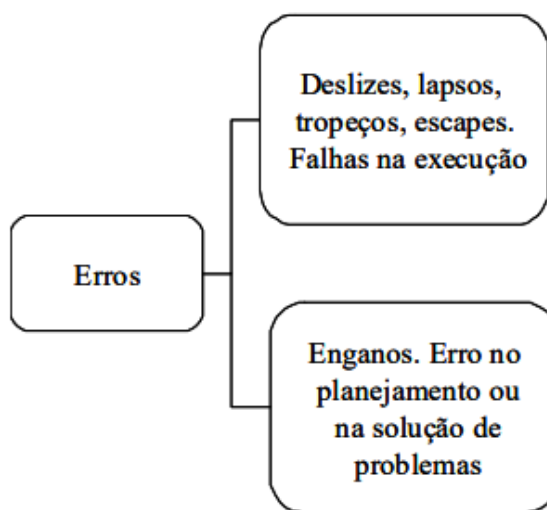 Deslizes, lapsos,
tropeços, escapes.
Falhas na execução
Erros
Enganos. Erro no
planejamento ou
na solução de
problemas